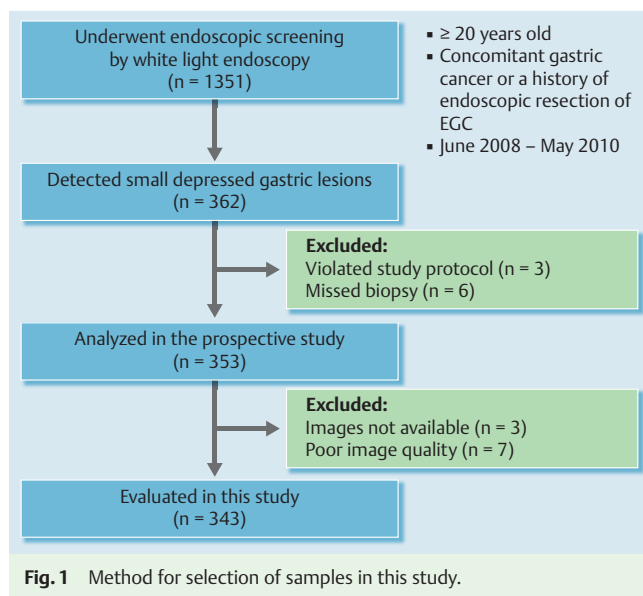 Underwent endoscopic screening
by white light endoscopy
(n = 1351)
▪ ≥ 20 years old
▪ Concomitant gastric
cancer or a history of
endoscopic resection of
EGC
▪ June 2008 – May 2010
Detected small depressed gastric lesions
(n = 362)
Excluded:
Violated study protocol (n = 3)
Missed biopsy (n = 6)
Analyzed in the prospective study
(n = 353)
Excluded:
Images not available (n = 3)
Poor image quality (n = 7)
Evaluated in this study
(n = 343)
Fig. 1 Method for selection of samples in this study.